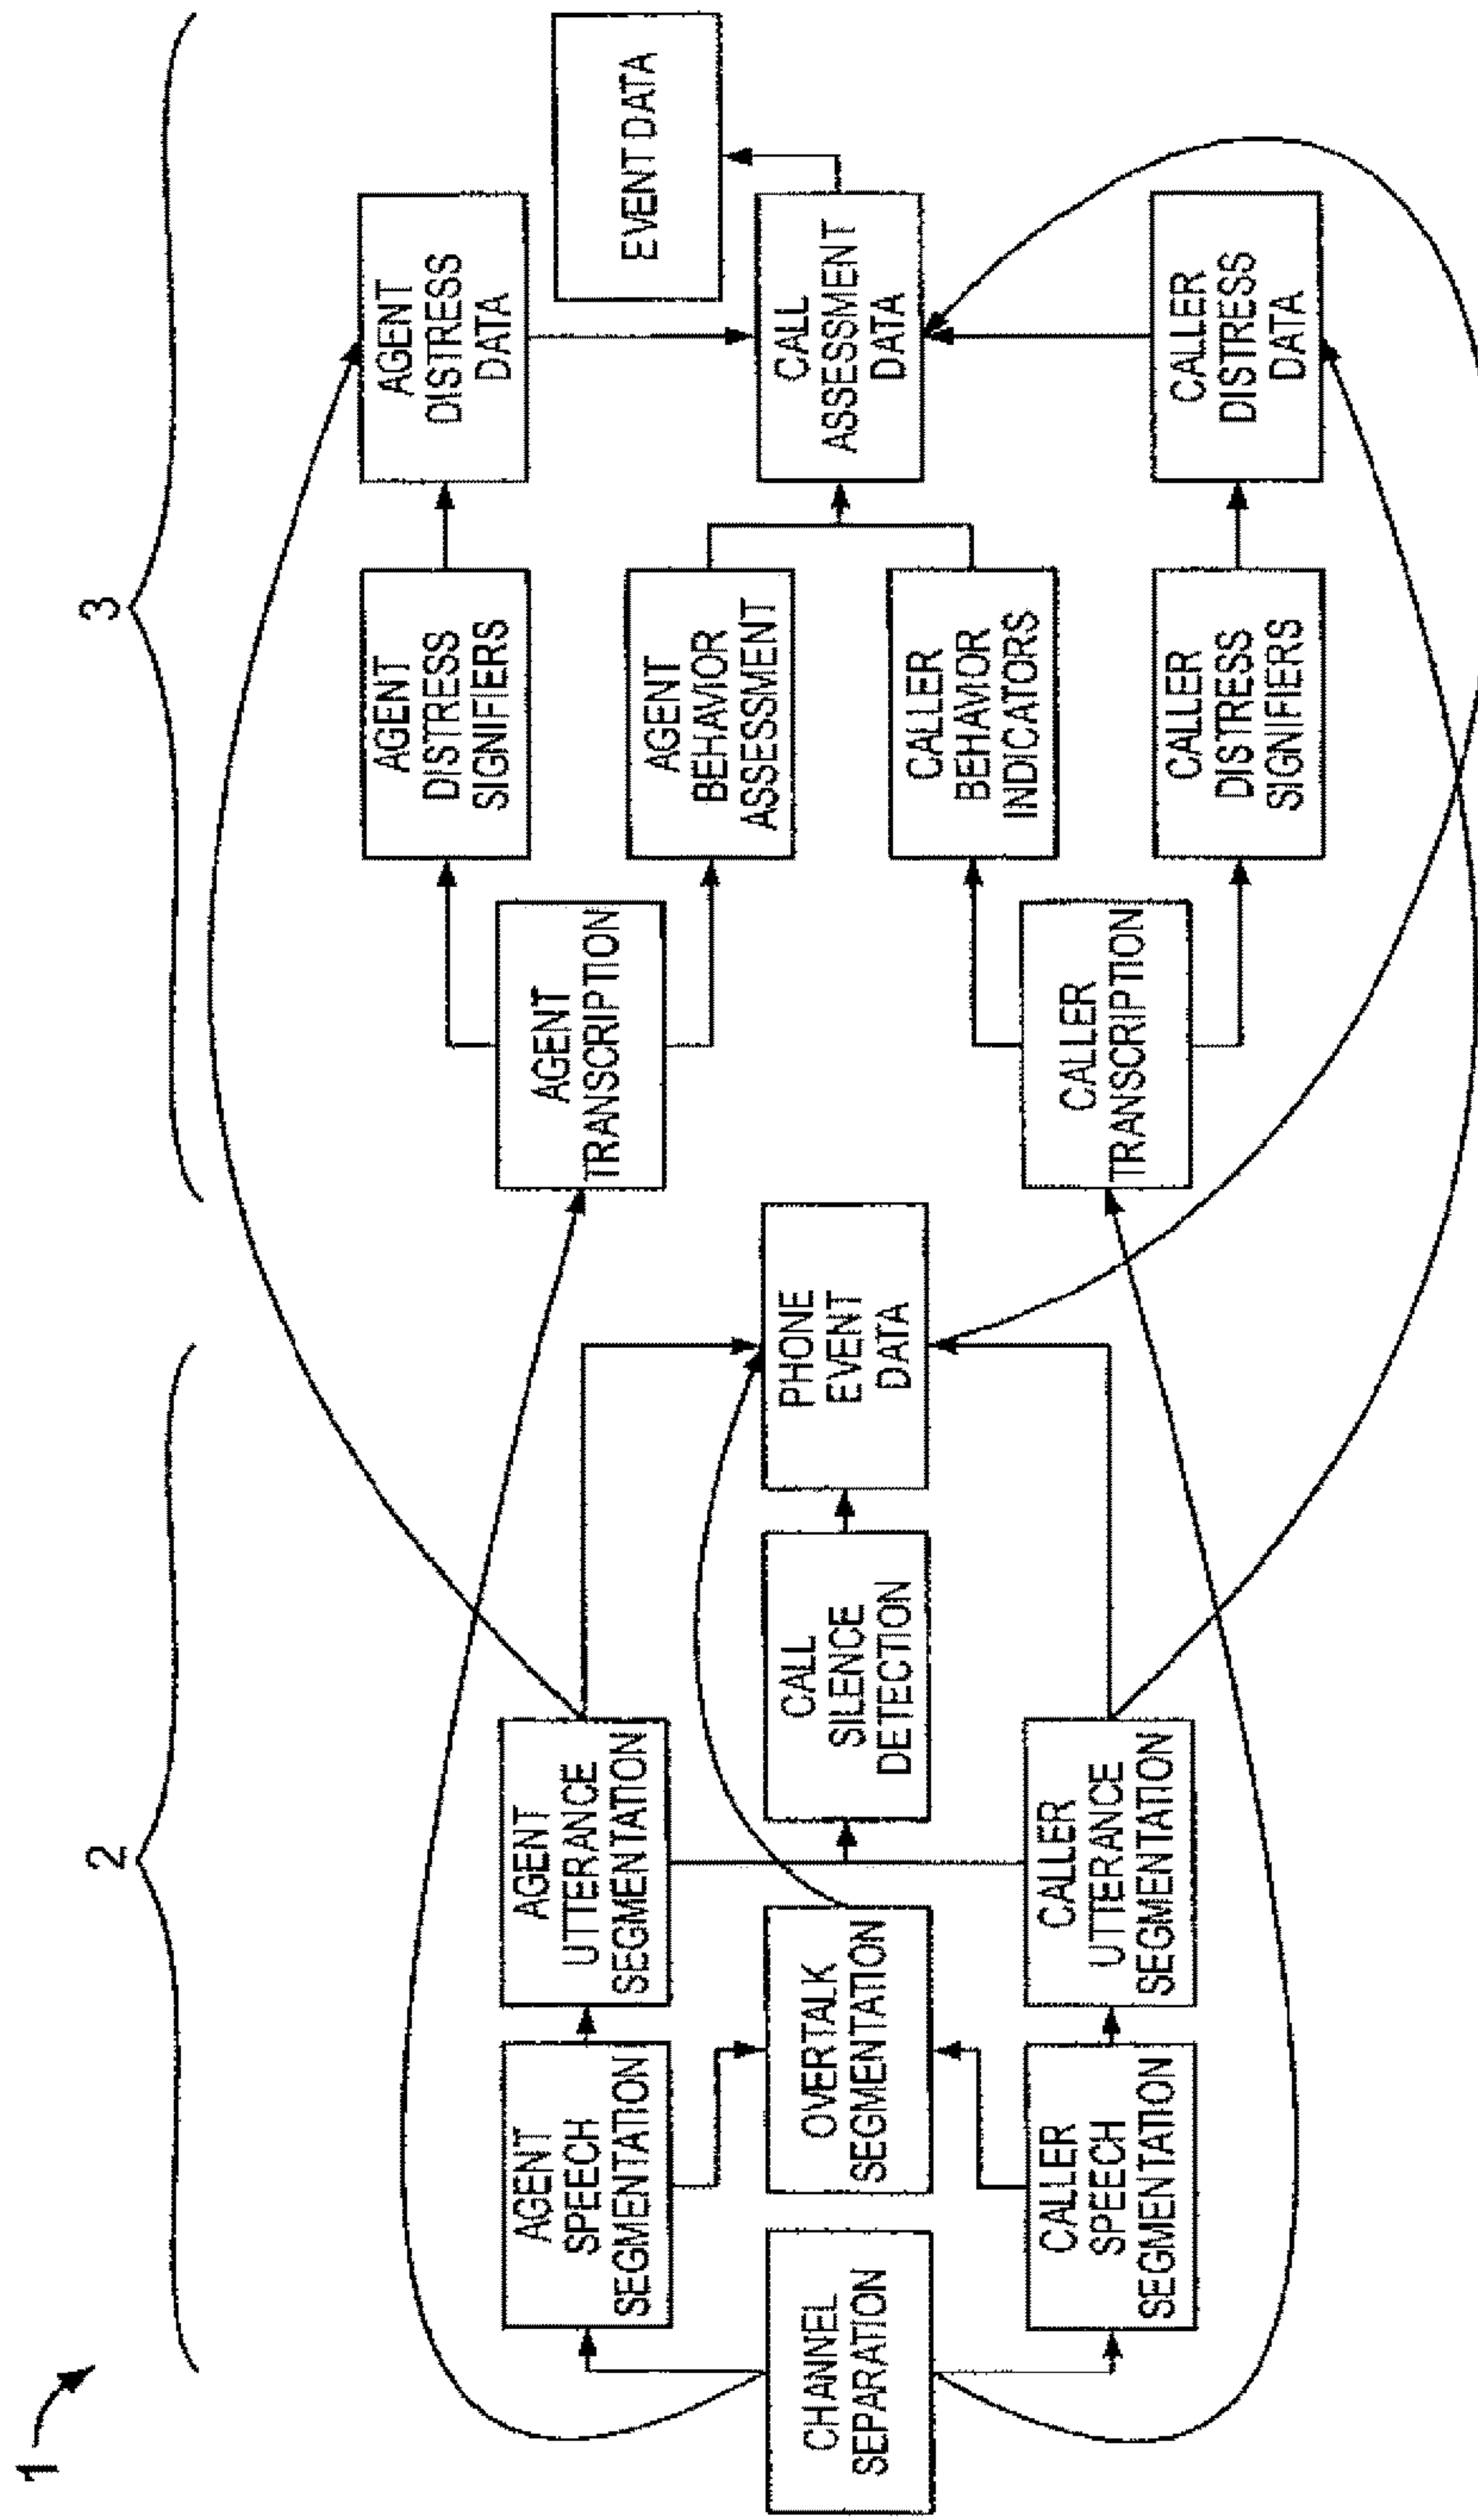 1
2
3
CHANNEL
SEPARATION
AGENT
SPEECH
SEGMENTATION
OVERTALK
SEGMENTATION
CALLER
SPEECH
SEGMENTATION
AGENT
UTTERANCE
SEGMENTATION
CALLER
UTTERANCE
SEGMENTATION
CALL
SILENCE
DETECTION
PHONE
EVENT
DATA
AGENT
TRANSCRIPTION
CALLER
TRANSCRIPTION
AGENT
DISTRESS
SIGNIFIERS
AGENT
BEHAVIOR
ASSESSMENT
CALLER
BEHAVIOR
INDICATORS
CALLER
DISTRESS
SIGNIFIERS
AGENT
DISTRESS
DATA
CALL
ASSESSMENT
DATA
CALLER
DISTRESS
DATA
EVENT DATA